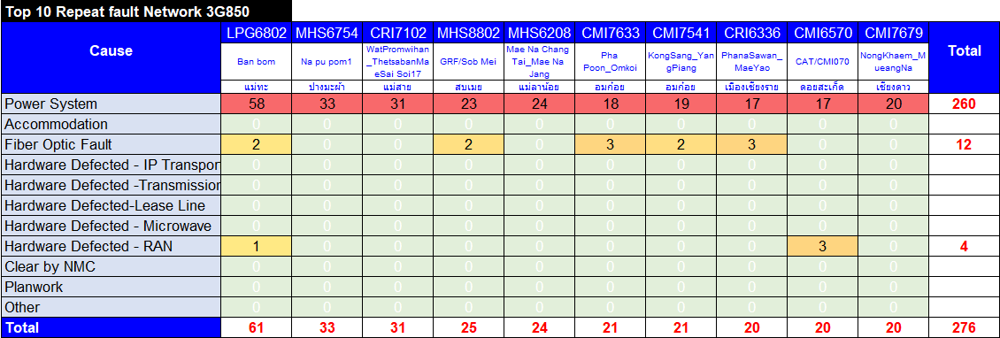 Top 10 Repeat fault Network 3G850
Cause LPG6802 MHS6754 CRI7102 MHS8802 MHS6208 CMI7633 CMI7541 CRI6336 CMI6570 CMI7679 Total
Ban bom Na pu pom1 WatPromwihan_ThetsabanMaeSai Soi17 GRF/Sob Mei Mae Na Chang Tai_Mae Na Jang Pha Poon_Omkoi KongSang_YangPiang PhanaSawan_MaeYao CAT/CMI070 NongKhaem_MueangNa
แม่ทะ ปางมะผ้า แม่สาย สบเมย แม่ลาน้อย อมก๋อย อมก๋อย เมืองเชียงราย ดอยสะเก็ด เชียงดาว
Power System 58 33 31 23 24 18 19 17 17 20 260
Accommodation 0 0 0 0 0 0 0 0 0 0
Fiber Optic Fault 2 0 0 2 0 3 2 3 0 0 12
Hardware Defected - IP Transpor 0 0 0 0 0 0 0 0 0 0
Hardware Defected -Transmission 0 0 0 0 0 0 0 0 0 0
Hardware Defected-Lease Line 0 0 0 0 0 0 0 0 0 0
Hardware Defected - Microwave 0 0 0 0 0 0 0 0 0 0
Hardware Defected - RAN 1 0 0 0 0 0 0 0 3 0 4
Clear by NMC 0 0 0 0 0 0 0 0 0 0
Planwork 0 0 0 0 0 0 0 0 0 0
Other 0 0 0 0 0 0 0 0 0 0
Total 61 33 31 25 24 21 21 20 20 20 276